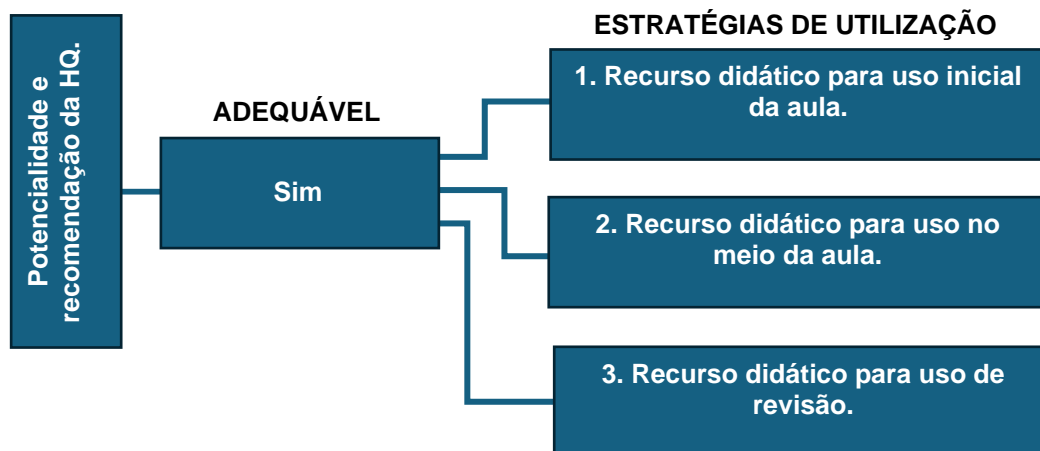 Potencialidade e
recomendação da HQ.
ADEQUÁVEL
Sim
ESTRATÉGIAS DE UTILIZAÇÃO
1. Recurso didático para uso inicial
da aula.
2. Recurso didático para uso no
meio da aula.
3. Recurso didático para uso de
revisão.